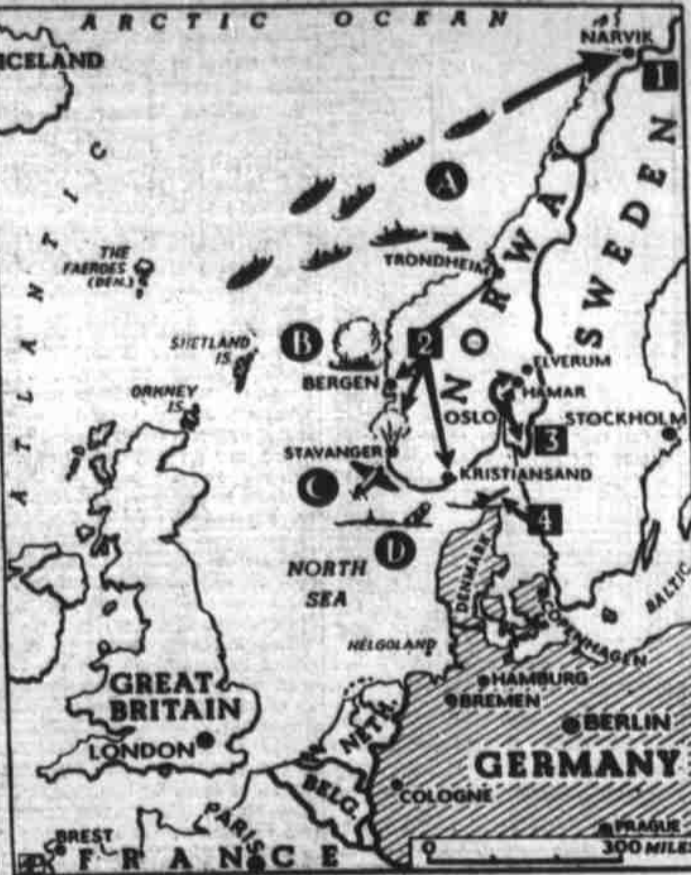 ARCTIC OCEAN
NARVIK
ICELAND
1
ATLANTIC
A
SWEDEN
NORWAY
THE
FAEROES
(DEN.)
TRONDHEIM
SHETLAND
IS.
B
2
ELVERUM
BERGEN
HAMAR
ORKNEY
IS.
OSLO
STOCKHOLM
STAVANGER
3
C
KRISTIANSAND
4
D
NORTH
SEA
DENMARK
BALTIC
COPENHAGEN
HELGOLAND
HAMBURG
GREAT
BRITAIN
BREMEN
NETH.
BERLIN
LONDON
GERMANY
BELG.
COLOGNE
PARIS
BREST
PRAGUE
FRANCE
0
300 MILES